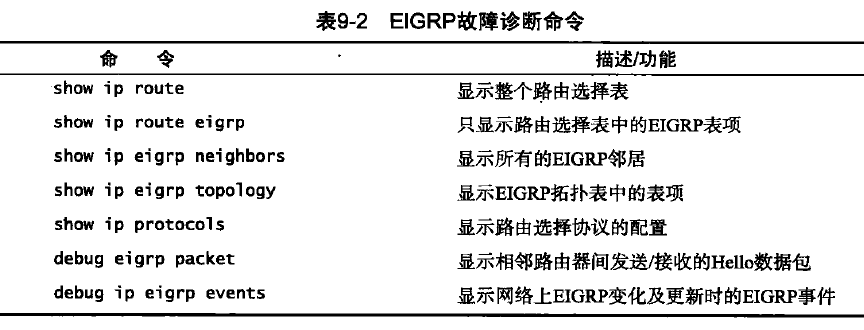 表9-2 EIGRP故障诊断命令
命 令 描述/功能
show ip route 显示整个路由选择表
show ip route eigrp 只显示路由选择表中的EIGRP表项
show ip eigrp neighbors 显示所有的EIGRP邻居
show ip eigrp topology 显示EIGRP拓扑表中的表项
show ip protocols 显示路由选择协议的配置
debug eigrp packet 显示相邻路由器间发送/接收的Hello数据包
debug ip eigrp events 显示网络上EIGRP变化及更新时的EIGRP事件